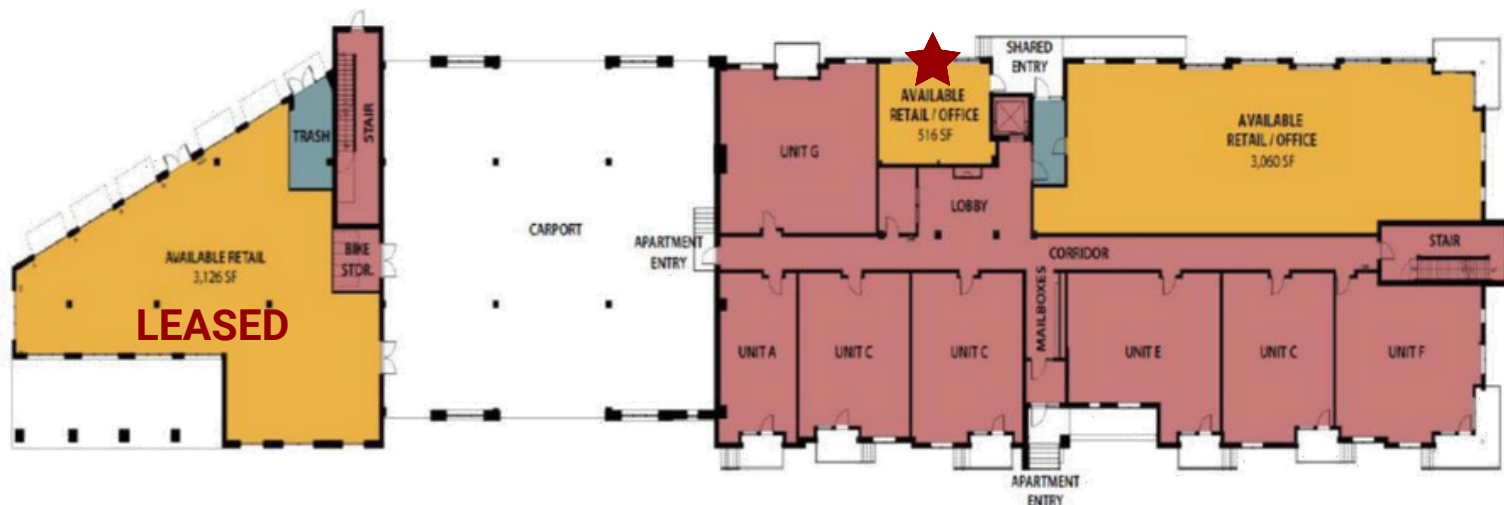 SHARED
ENTRY
STAIR
TRASH
AVAILABLE
RETAIL / OFFICE
516 SF
AVAILABLE
RETAIL / OFFICE
3,060 SF
UNIT G
LOBBY
CARPORT
APARTMENT
ENTRY
BIKE
STOR.
AVAILABLE RETAIL
3,126 SF
LEASED
CORRIDOR
STAIR
MAILBOXES
UNIT A
UNIT C
UNIT C
UNIT E
UNIT C
UNIT F
APARTMENT
ENTRY